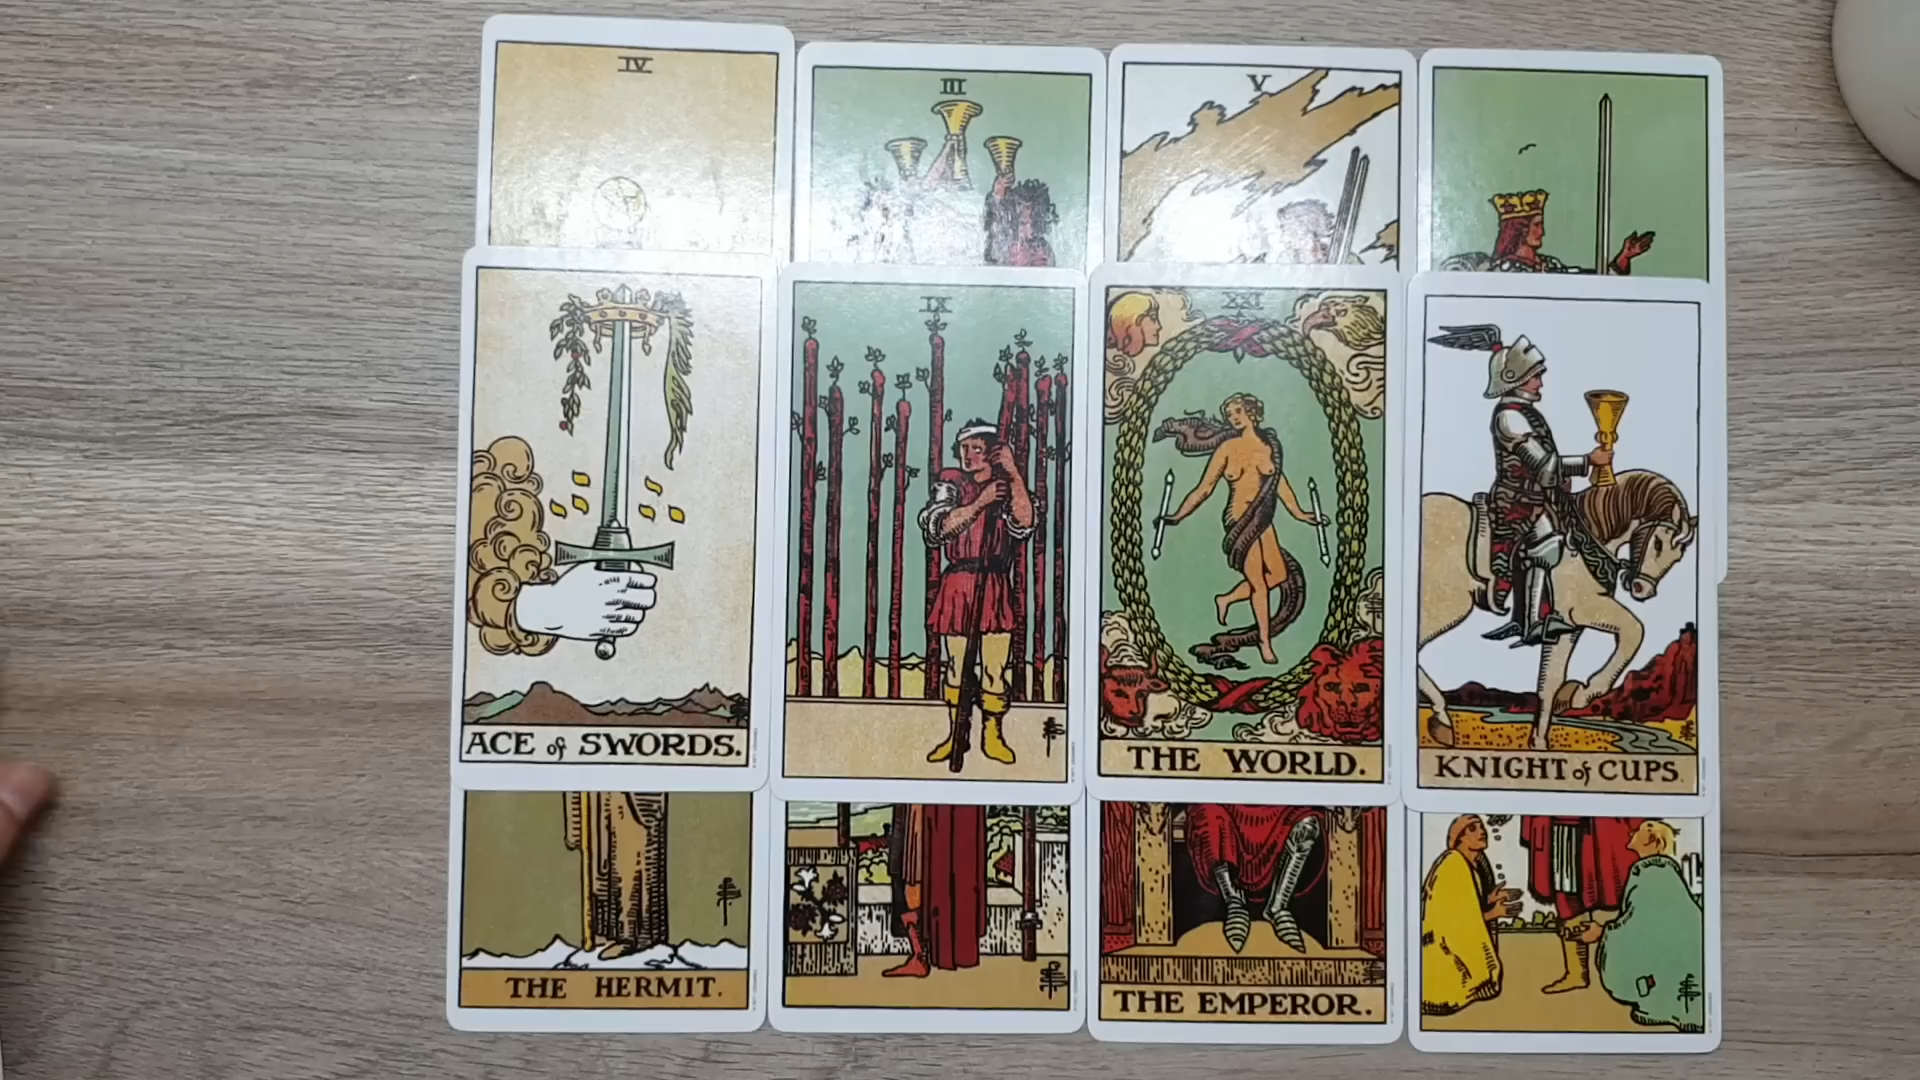 IV
III
V
IX
XXI
ACE of SWORDS.
THE WORLD.
KNIGHT of CUPS.
THE HERMIT.
THE EMPEROR.